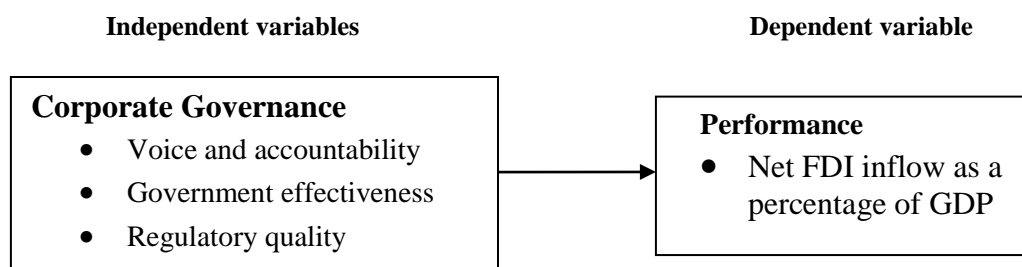 Independent variables
Dependent variable
Corporate Governance
• Voice and accountability
• Government effectiveness
• Regulatory quality
Performance
• Net FDI inflow as a
percentage of GDP